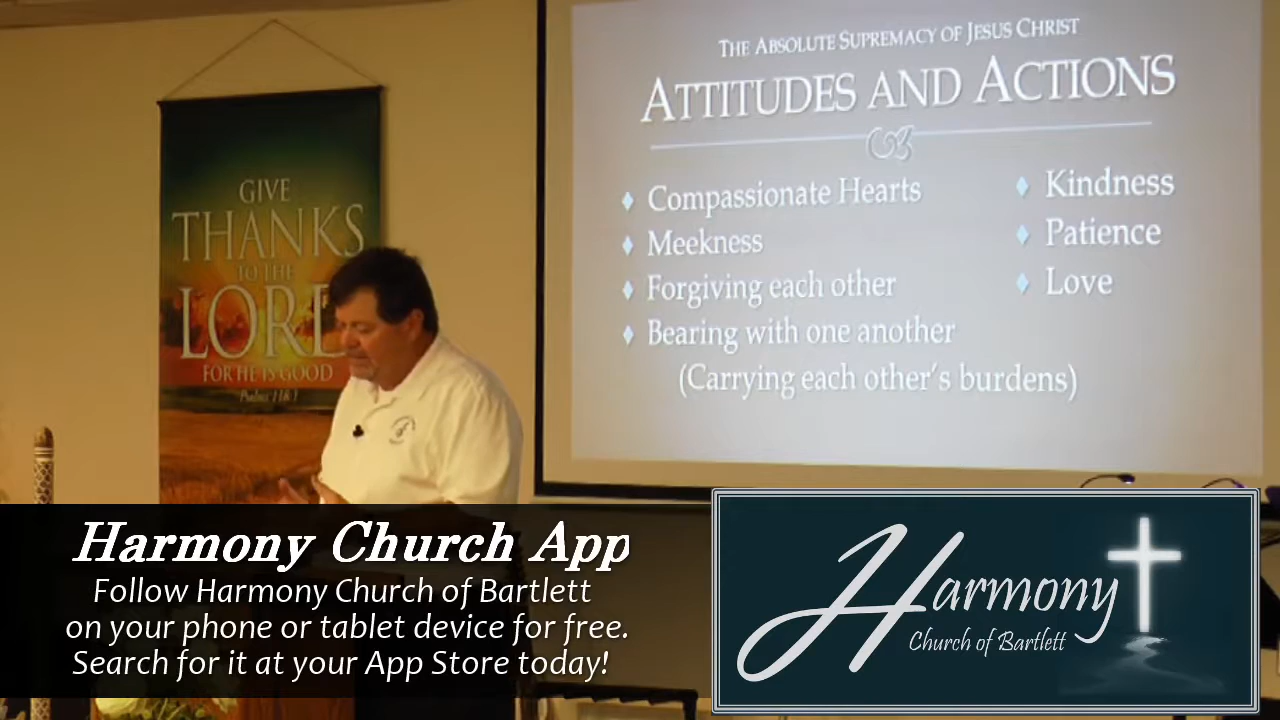 THE ABSOLUTE SUPREMACY OF JESUS CHRIST
ATTITUDES AND ACTIONS
Compassionate Hearts
Meekness
Forgiving each other
Bearing with one another
(Carrying each other's burdens)
Kindness
Patience
Love
GIVE
THANKS
TO THE
LORD
FOR HE IS GOOD
Psalms 118:1
Harmony Church App
Follow Harmony Church of Bartlett
on your phone or tablet device for free.
Search for it at your App Store today!
Harmony
Church of Bartlett